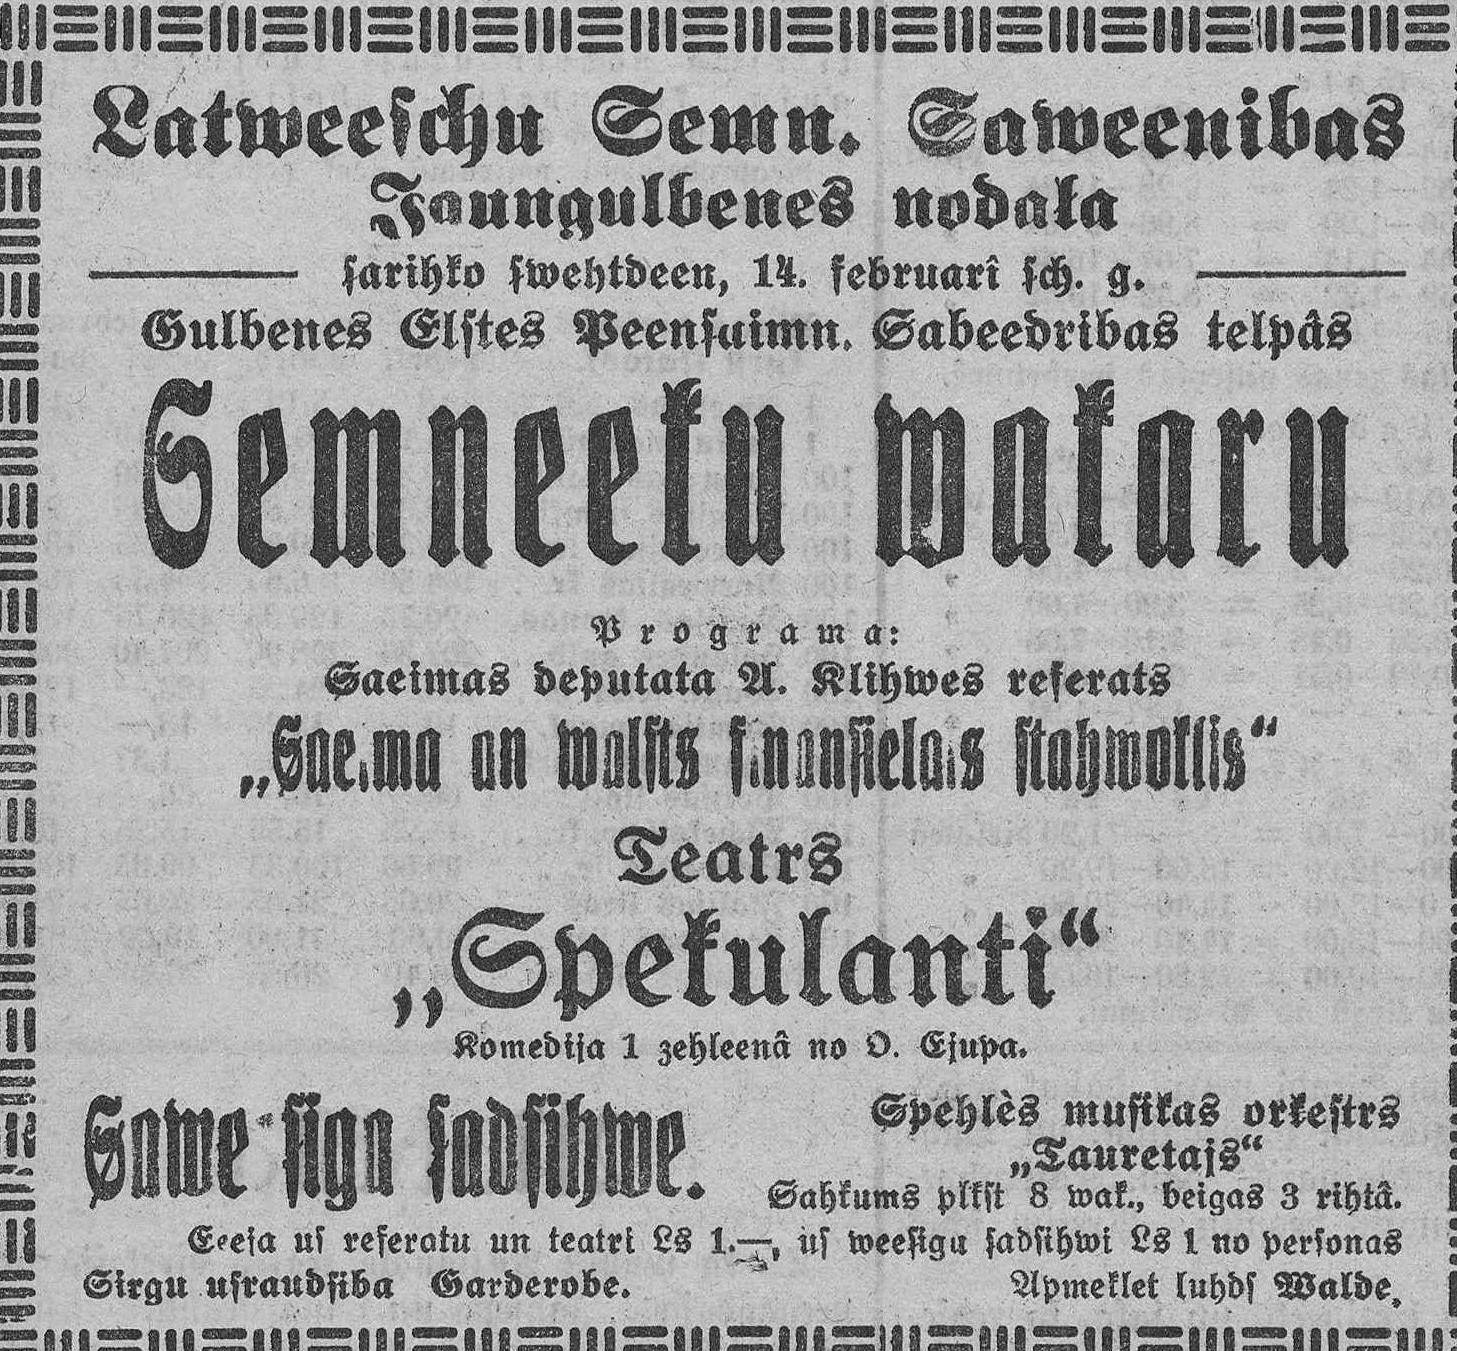 Latweeschu Semn. Saweenibas
Jaungulbenes nodaļa
sarihko swehtdeen, 14. februarî sch. g.
Gulbenes Elstes Peensaimn. Sabeedribas telpâs
Semneeku wakaru
Programa:
Saeimas deputata A. Klihwes referats
„Saeima un walsts finansielais stahwoklis“
Teatrs
„Spekulanti“
Komedija 1 zehleenâ no O. Ejupa.
Sawesiga sadsihwe.
Spehlès musikas orkestrs
„Tauretajs“
Sahkums plkst 8 wak., beigas 3 rihtâ.
Eeeja us referatu un teatri Ls 1.—, us weesigu sadsihwi Ls 1 no personas
Sirgu usraudsiba Garderobe.
Apmeklet luhds Walde.